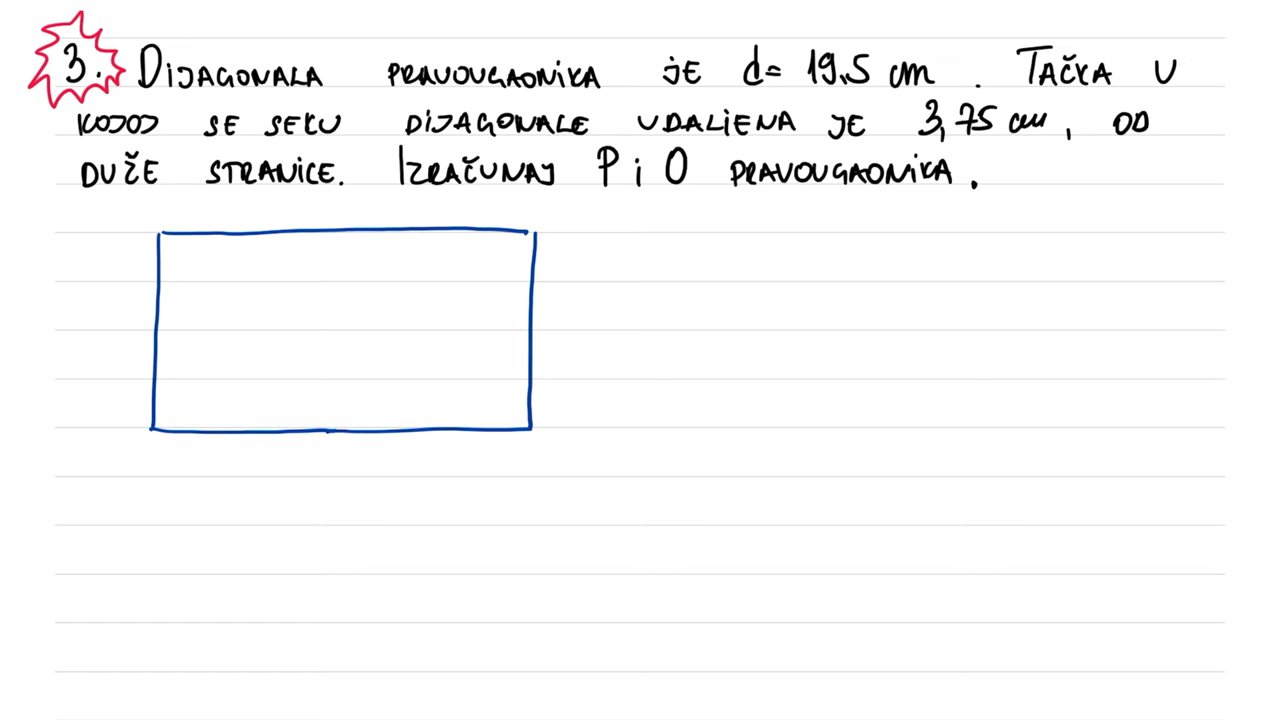 3. DIJAGONALA PRAVOUGAONIKA JE d= 19,5 cm. TAČKA U
KOJOJ SE SEKU DIJAGONALE UDALJENA JE 3,75 cm, OD
DUŽE STRANICE. IZRAČUNAJ P i O PRAVOUGAONIKA.